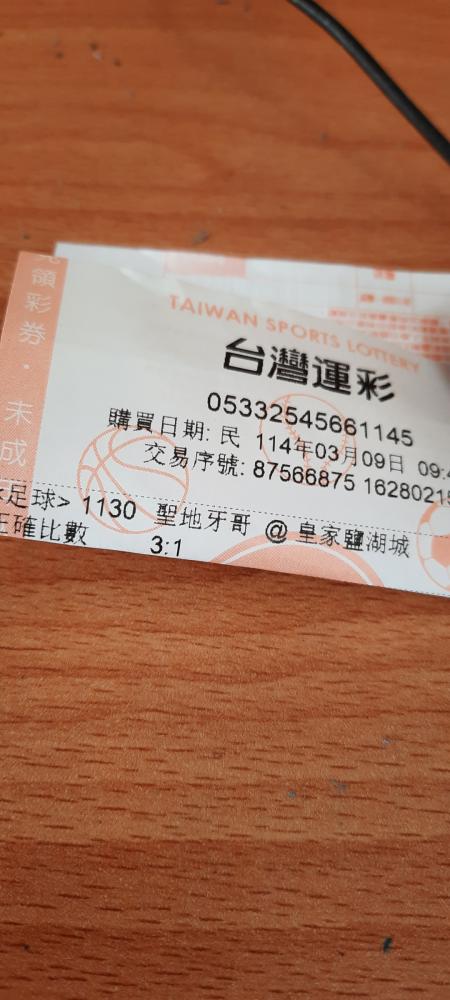 領彩券・未成
TAIWAN SPORTS LOTTERY
台灣運彩
05332545661145
購買日期: 民 114年03月09日 09:4
交易序號: 87566875 1628021
足球> 1130 聖地牙哥 @ 皇家鹽湖城
正確比數 3:1